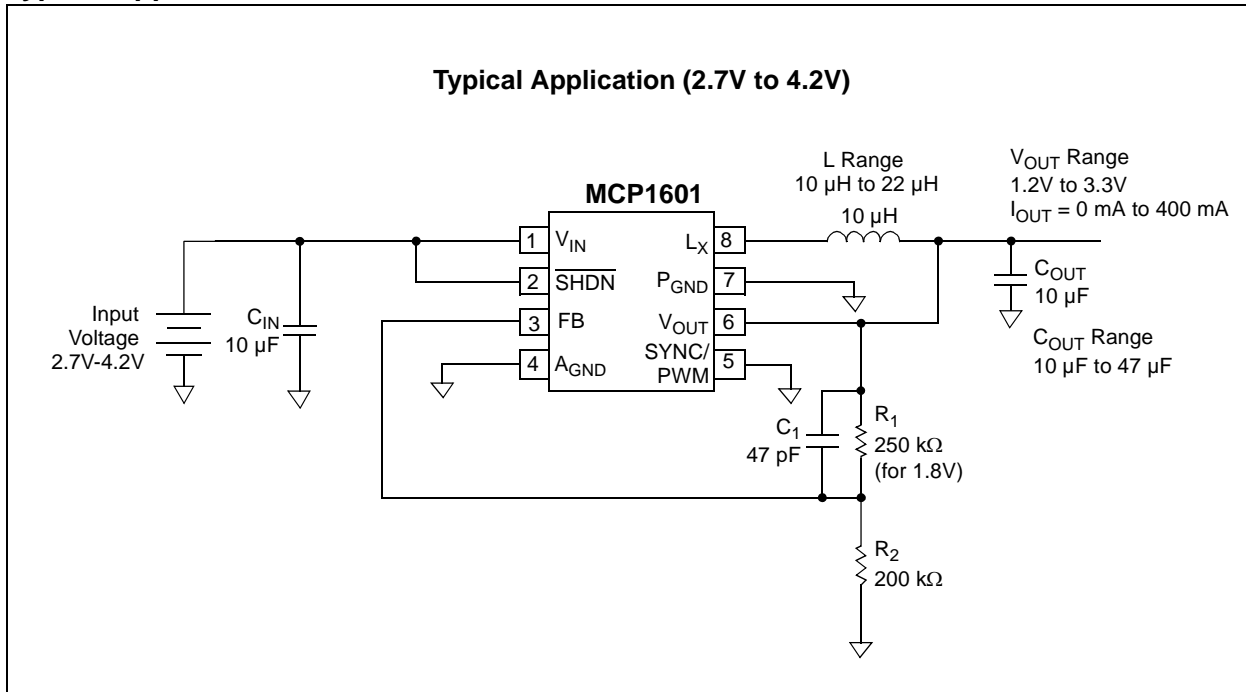 Typical Application (2.7V to 4.2V)
L Range
10 µH to 22 µH
10 µH
VOUT Range
1.2V to 3.3V
IOUT = 0 mA to 400 mA
MCP1601
1 VIN
LX 8
2 SHDN
PGND 7
3 FB
VOUT 6
4 AGND
SYNC/
PWM 5
Input
Voltage
2.7V-4.2V
CIN
10 µF
COUT
10 µF
COUT Range
10 µF to 47 µF
C1
47 pF
R1
250 kΩ
(for 1.8V)
R2
200 kΩ